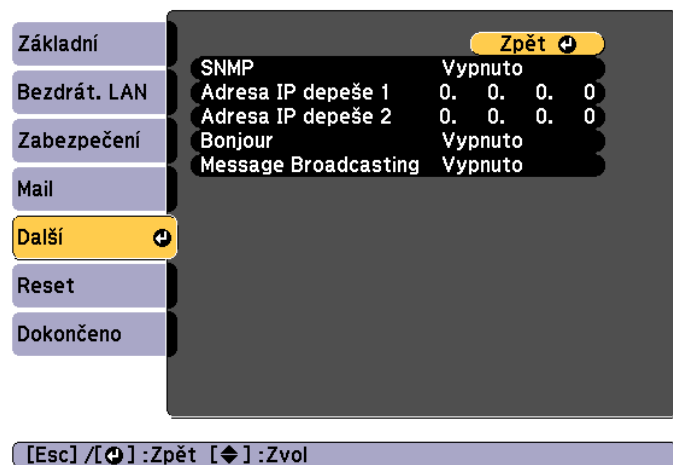 Základní
Bezdrát. LAN
Zabezpečení
Mail
Další
Reset
Dokončeno
Zpět
SNMP Vypnuto
Adresa IP depeše 1 0. 0. 0. 0
Adresa IP depeše 2 0. 0. 0. 0
Bonjour Vypnuto
Message Broadcasting Vypnuto
[Esc] /[⏎] :Zpět [◆] :Zvol